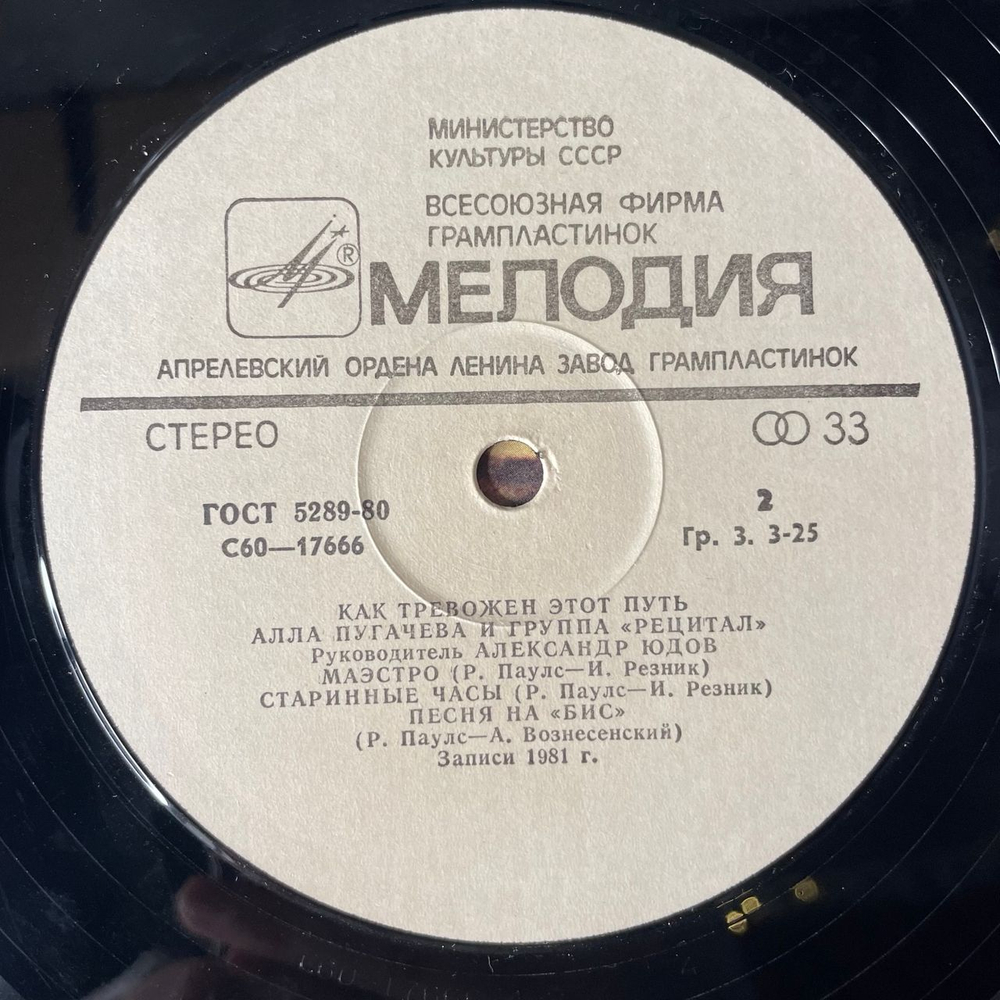 МИНИСТЕРСТВО
КУЛЬТУРЫ СССР
ВСЕСОЮЗНАЯ ФИРМА
ГРАМПЛАСТИНОК
® МЕЛОДИЯ
АПРЕЛЕВСКИЙ ОРДЕНА ЛЕНИНА ЗАВОД ГРАМПЛАСТИНОК
СТЕРЕО 33
ГОСТ 5289-80 2
С60—17666 Гр. 3. 3-25
КАК ТРЕВОЖЕН ЭТОТ ПУТЬ
АЛЛА ПУГАЧЕВА И ГРУППА «РЕЦИТАЛ»
Руководитель АЛЕКСАНДР ЮДОВ
МАЭСТРО (Р. Паулс—И. Резник)
СТАРИННЫЕ ЧАСЫ (Р. Паулс—И. Резник)
ПЕСНЯ НА «БИС»
(Р. Паулс—А. Вознесенский)
Записи 1981 г.